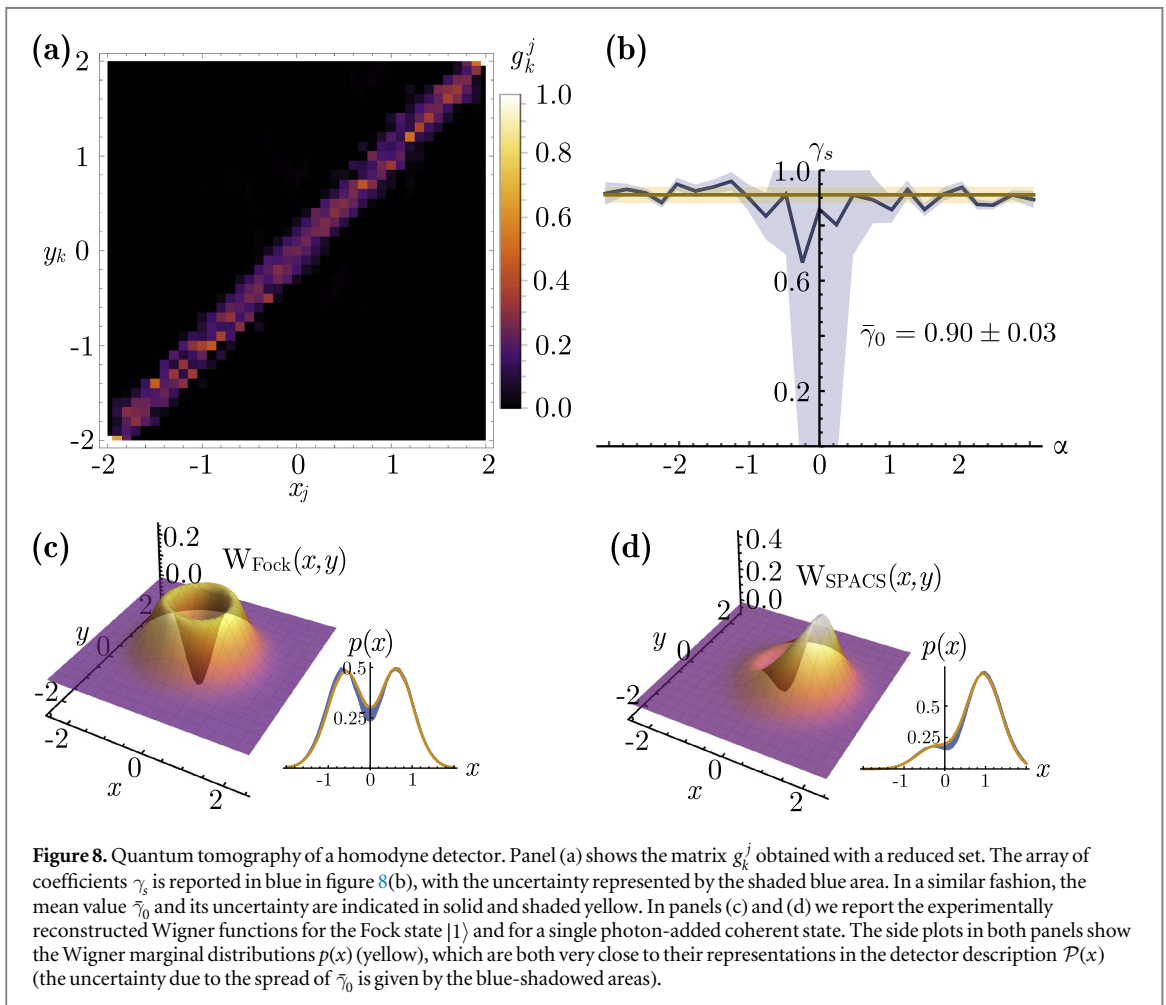 (a)
g_k^j
2
1
y_k 0
-1
-2
-2 -1 0 1 2
x_j
1.0
0.8
0.6
0.4
0.2
0.0
(b)
γ_s
1.0
0.6
γ̄_0 = 0.90 ± 0.03
0.2
-2 -1 0 1 2 α
(c)
0.2
0.0
W_Fock(x,y)
2
y 0
-2
-2
0
x
2
p(x)
0.5
0.25
-1 0 1 x
(d)
0.4
0.2
0.0
W_SPACS(x,y)
2
y 0
-2
-2
0
x
2
p(x)
0.5
0.25
-1 0 1 x
Figure 8. Quantum tomography of a homodyne detector. Panel (a) shows the matrix g_k^j obtained with a reduced set. The array of
coefficients γ_s is reported in blue in figure 8(b), with the uncertainty represented by the shaded blue area. In a similar fashion, the
mean value γ̄_0 and its uncertainty are indicated in solid and shaded yellow. In panels (c) and (d) we report the experimentally
reconstructed Wigner functions for the Fock state |1⟩ and for a single photon-added coherent state. The side plots in both panels show
the Wigner marginal distributions p(x) (yellow), which are both very close to their representations in the detector description 𝒫(x)
(the uncertainty due to the spread of γ̄_0 is given by the blue-shadowed areas).